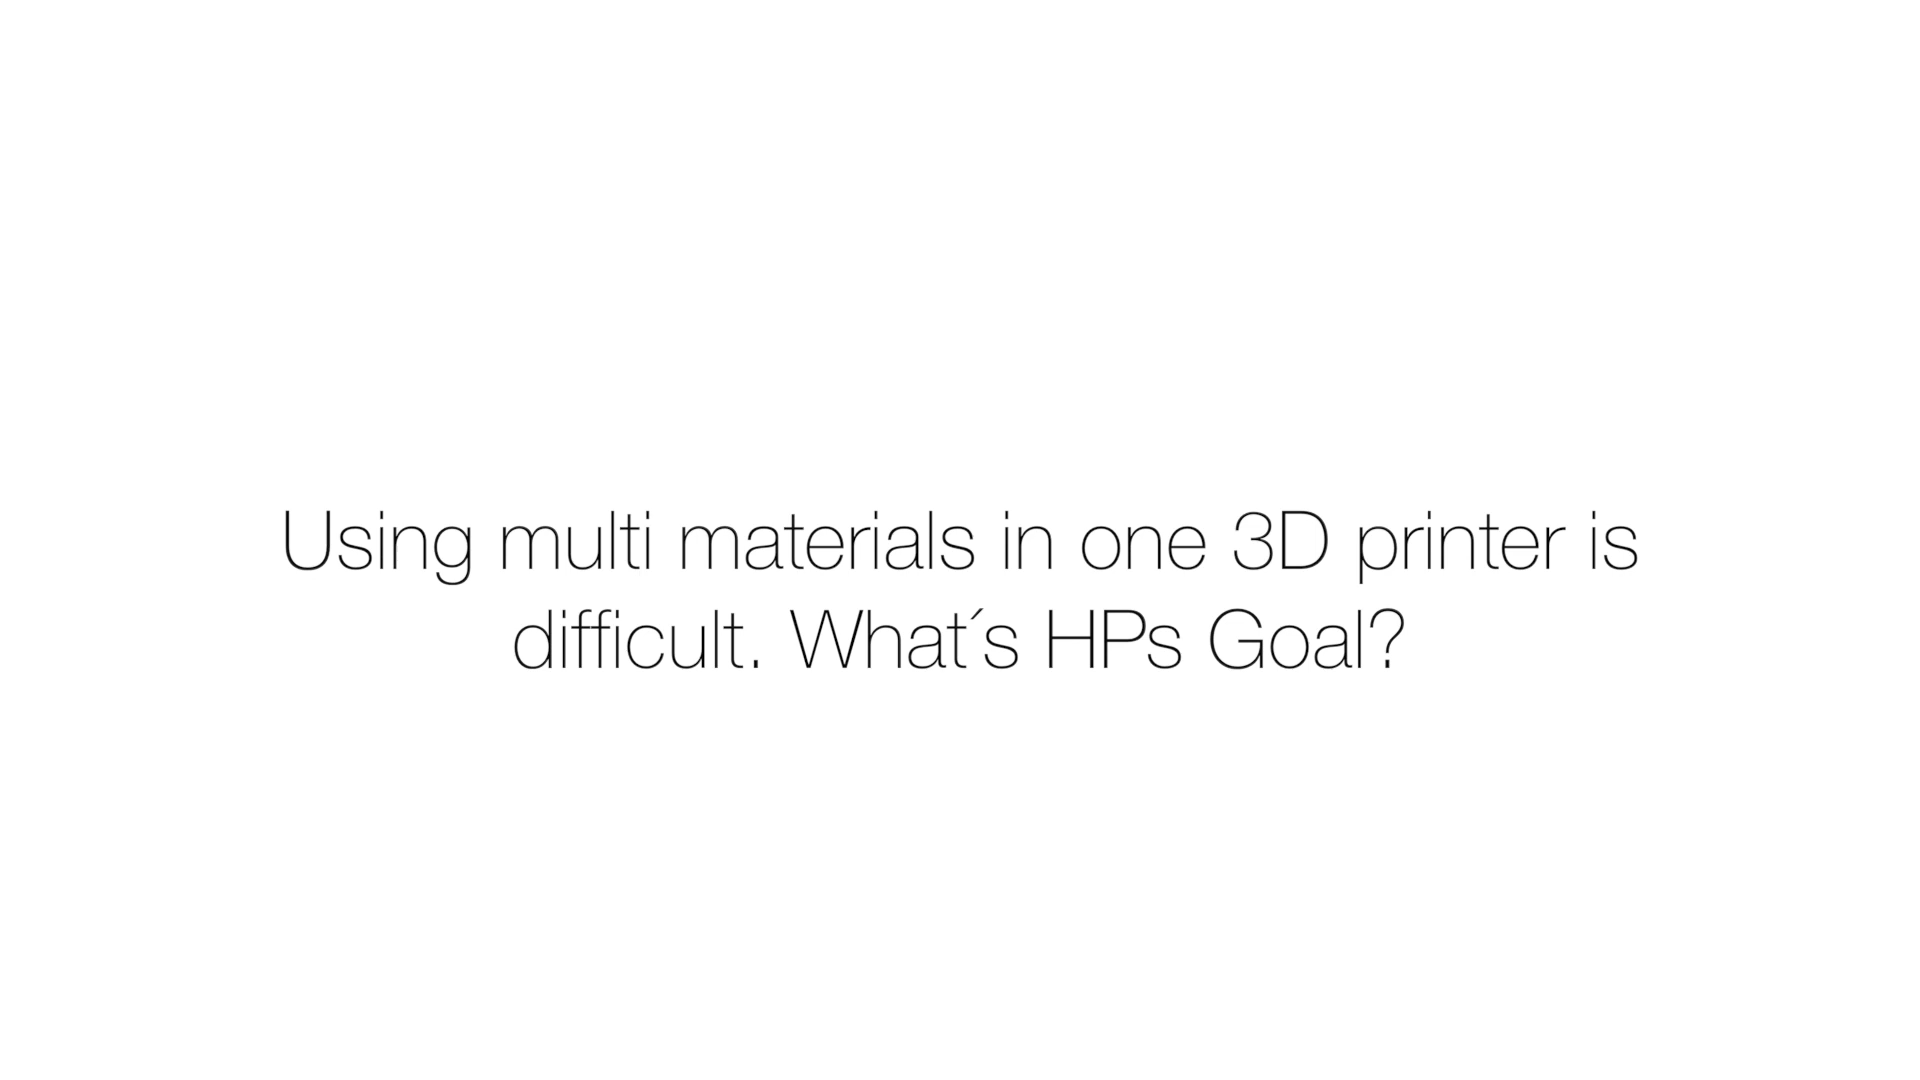 Using multi materials in one 3D printer is
difficult. What´s HPs Goal?